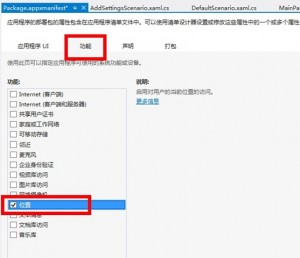 Package.appmanifest* AddSettingsScenario.xaml.cs DefaultScenario.xaml.cs MainPa
应用程序的部署包的属性包含在应用程序清单文件中。可以使用清单设计器设置或修改这些属性中的一个或多个属性
应用程序 UI 功能 声明 打包
使用此页可以指定应用程序可使用的系统功能或设备。
功能: 说明:
Internet (客户端) 启用对用户的当前位置的访问。
Internet (客户端和服务器) 更多信息
共享用户证书
家庭或工作网络
可移动存储
邻近
麦克风
企业身份验证
视频库访问
图片库访问
位置
文档库访问
音乐库